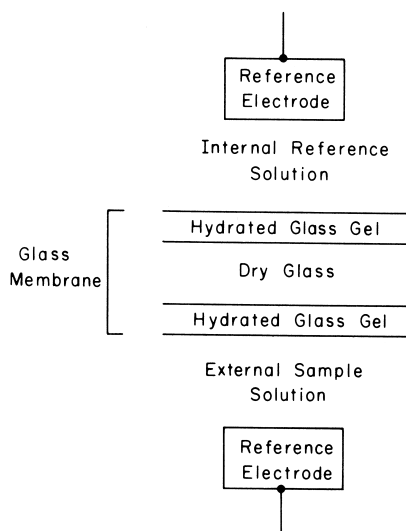 Reference
Electrode
Internal Reference
Solution
Hydrated Glass Gel
Glass
Membrane
Dry Glass
Hydrated Glass Gel
External Sample
Solution
Reference
Electrode